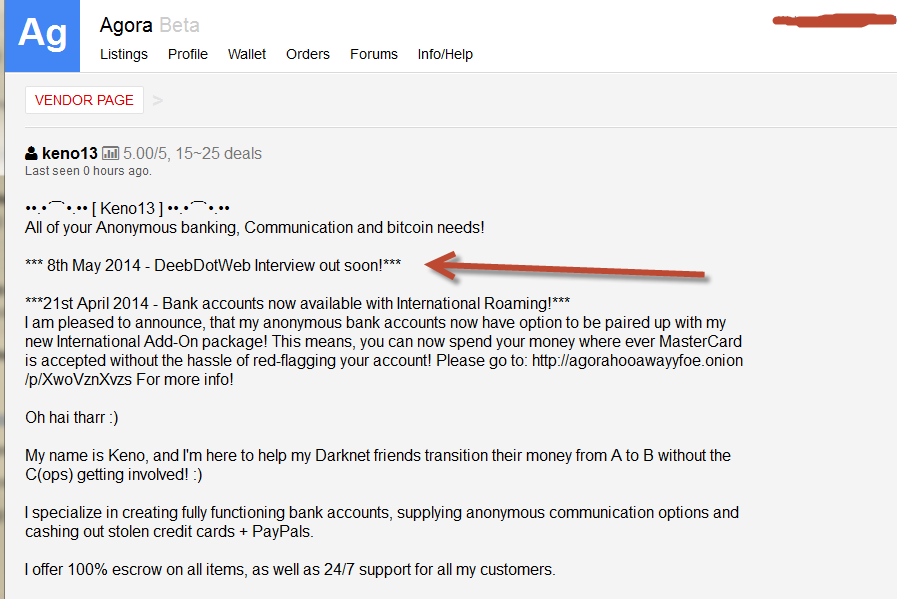 Ag
Agora Beta
Listings Profile Wallet Orders Forums Info/Help
VENDOR PAGE >
keno13 5.00/5, 15~25 deals
Last seen 0 hours ago.
••.•´¯`•.•• [ Keno13 ] ••.•´¯`•.••
All of your Anonymous banking, Communication and bitcoin needs!
*** 8th May 2014 - DeebDotWeb Interview out soon!***
***21st April 2014 - Bank accounts now available with International Roaming!***
I am pleased to announce, that my anonymous bank accounts now have option to be paired up with my
new International Add-On package! This means, you can now spend your money where ever MasterCard
is accepted without the hassle of red-flagging your account! Please go to: http://agorahooawayyfoe.onion
/p/XwoVznXvzs For more info!
Oh hai tharr :)
My name is Keno, and I'm here to help my Darknet friends transition their money from A to B without the
C(ops) getting involved! :)
I specialize in creating fully functioning bank accounts, supplying anonymous communication options and
cashing out stolen credit cards + PayPals.
I offer 100% escrow on all items, as well as 24/7 support for all my customers.